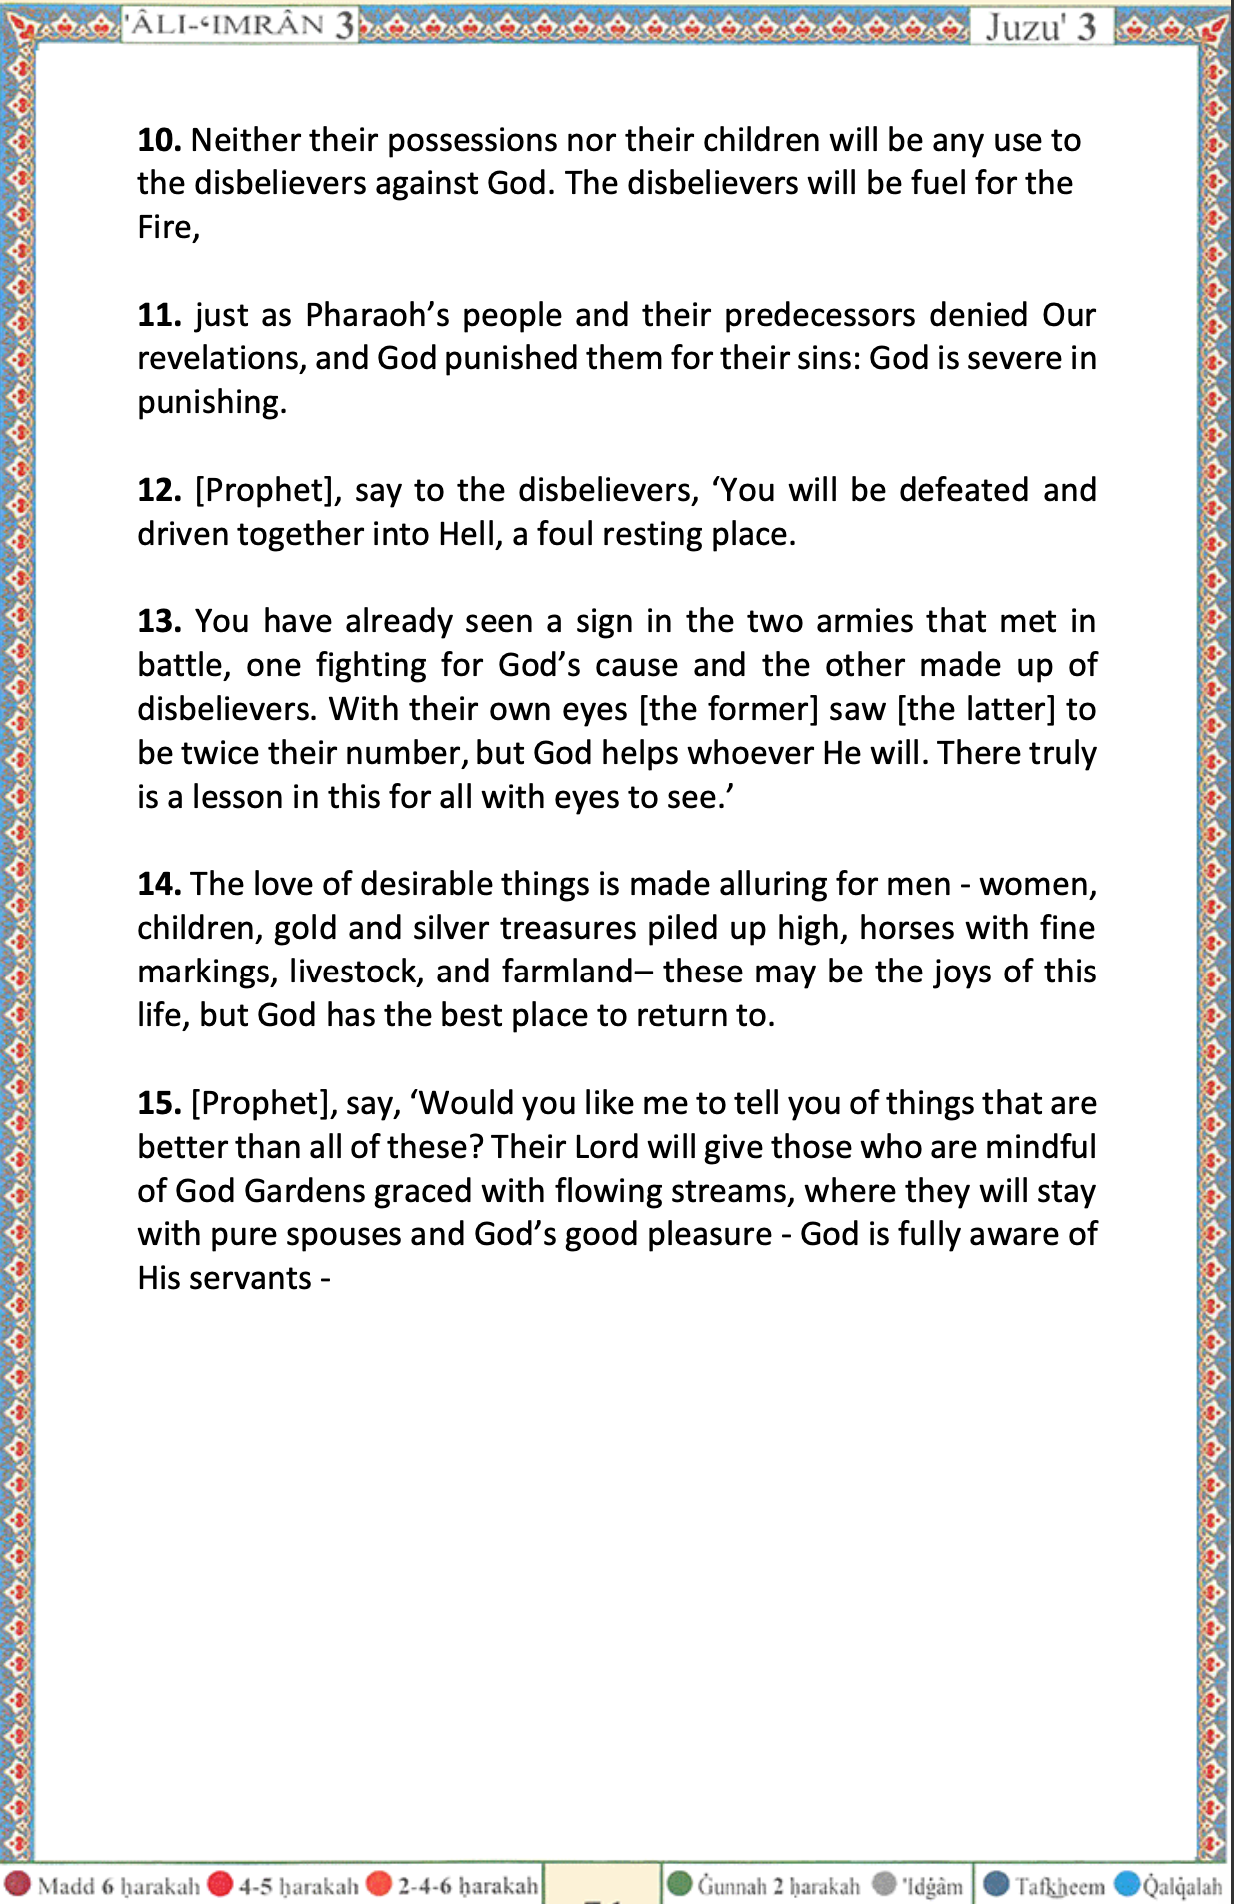 'ÂLI-‘IMRÂN 3
Juzu' 3
10. Neither their possessions nor their children will be any use to
the disbelievers against God. The disbelievers will be fuel for the
Fire,
11. just as Pharaoh’s people and their predecessors denied Our
revelations, and God punished them for their sins: God is severe in
punishing.
12. [Prophet], say to the disbelievers, ‘You will be defeated and
driven together into Hell, a foul resting place.
13. You have already seen a sign in the two armies that met in
battle, one fighting for God’s cause and the other made up of
disbelievers. With their own eyes [the former] saw [the latter] to
be twice their number, but God helps whoever He will. There truly
is a lesson in this for all with eyes to see.’
14. The love of desirable things is made alluring for men - women,
children, gold and silver treasures piled up high, horses with fine
markings, livestock, and farmland– these may be the joys of this
life, but God has the best place to return to.
15. [Prophet], say, ‘Would you like me to tell you of things that are
better than all of these? Their Lord will give those who are mindful
of God Gardens graced with flowing streams, where they will stay
with pure spouses and God’s good pleasure - God is fully aware of
His servants -
Madd 6 ḥarakah 4-5 ḥarakah 2-4-6 ḥarakah Ġunnah 2 ḥarakah 'Idġâm Tafkheem Q̇alq̇alah